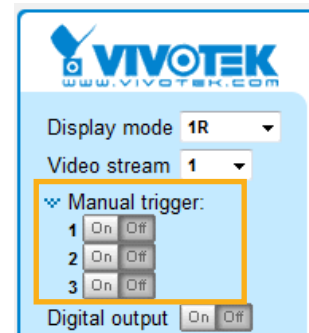 VIVOTEK
www.vivotek.com
Display mode 1R
Video stream 1
Manual trigger:
1 On Off
2 On Off
3 On Off
Digital output On Off